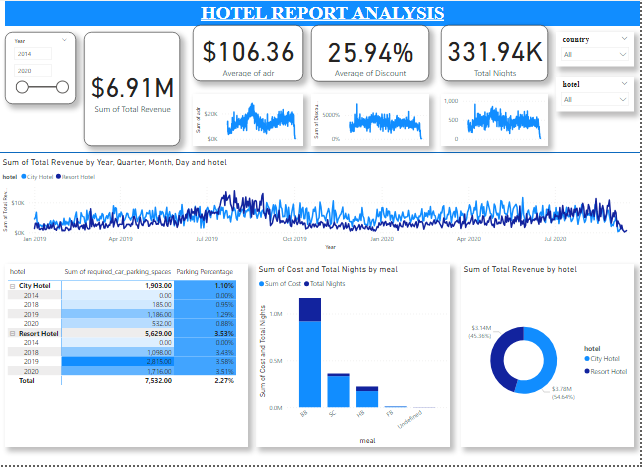 HOTEL REPORT ANALYSIS
Year
2014
2020
$6.91M
Sum of Total Revenue
$106.36
Average of adr
25.94%
Average of Discount
331.94K
Total Nights
country
All
hotel
All
Sum of adr
$20K
$0K
Sum of Discou...
5000%
0%
1,000
500
0
Sum of Total Revenue by Year, Quarter, Month, Day and hotel
hotel City Hotel Resort Hotel
Sum of Total Rev...
$10K
$0K
Jan 2019 Apr 2019 Jul 2019 Oct 2019 Jan 2020 Apr 2020 Jul 2020
Year
hotel Sum of required_car_parking_spaces Parking Percentage
City Hotel 1,903.00 1.10%
2014 0.00 0.00%
2018 185.00 0.95%
2019 1,186.00 1.29%
2020 532.00 0.88%
Resort Hotel 5,629.00 3.53%
2014 0.00 0.00%
2018 1,098.00 3.43%
2019 2,815.00 3.58%
2020 1,716.00 3.51%
Total 7,532.00 2.27%
Sum of Cost and Total Nights by meal
Sum of Cost Total Nights
Sum of Cost and Total Nights
1.0M
0.5M
0.0M
BB SC HB FB Undefined
meal
Sum of Total Revenue by hotel
$3.14M
(45.36%)
$3.78M
(54.64%)
hotel
City Hotel
Resort Hotel